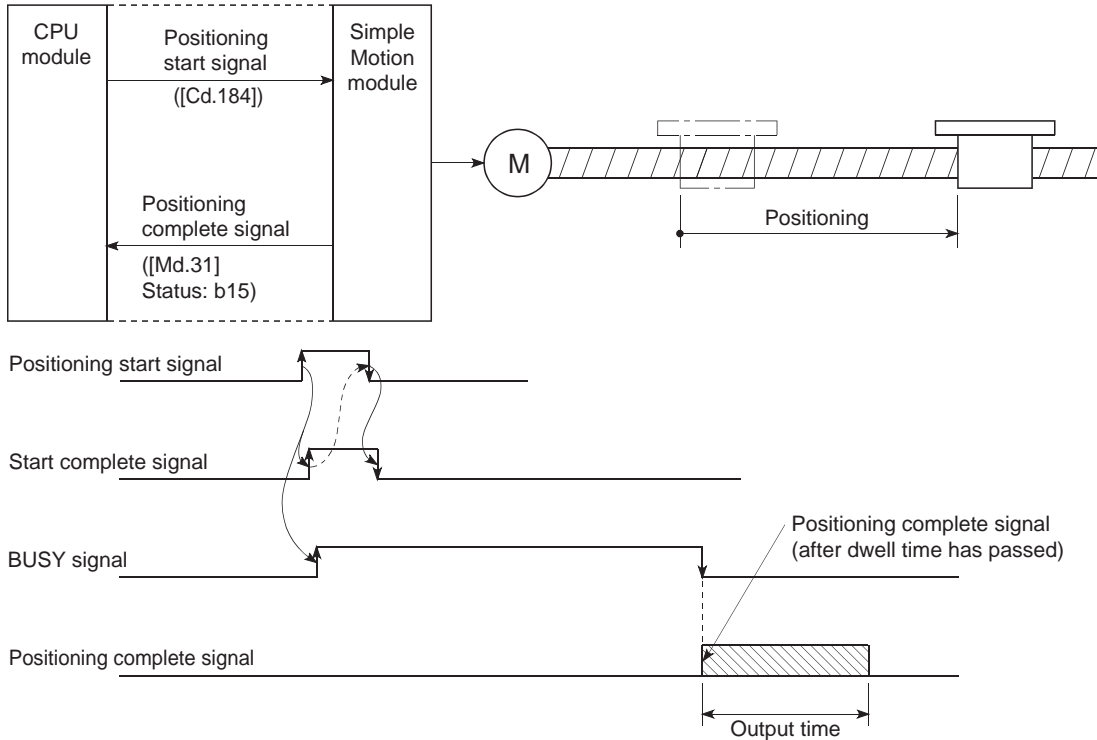 CPU
module
Positioning
start signal
([Cd.184])
Simple
Motion
module
Positioning
complete signal
([Md.31]
Status: b15)
M
Positioning
Positioning start signal
Start complete signal
BUSY signal
Positioning complete signal
(after dwell time has passed)
Positioning complete signal
Output time